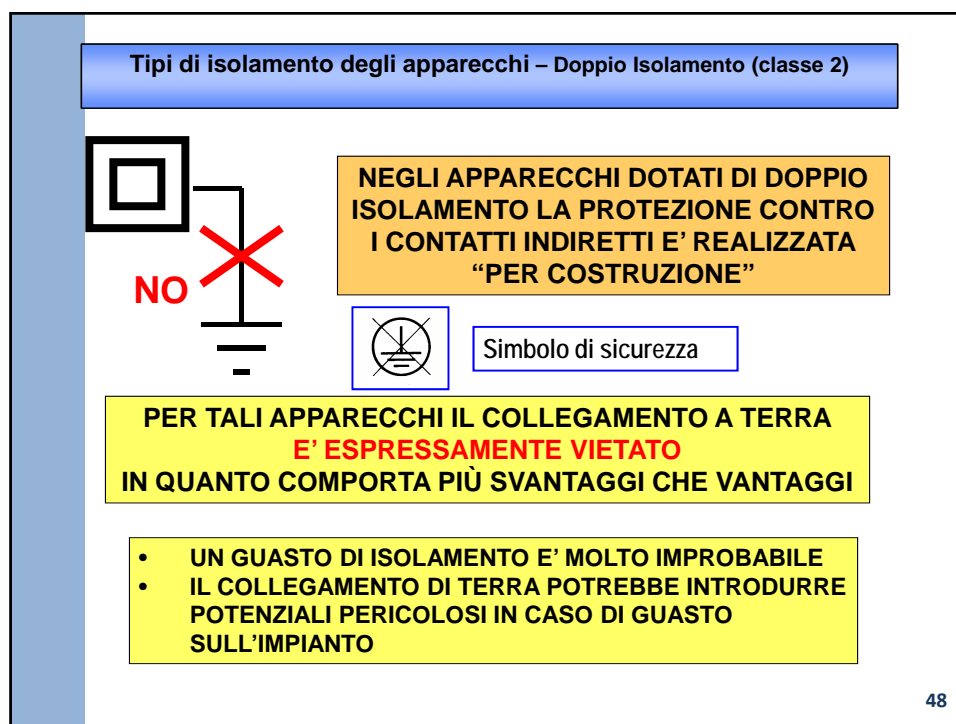 Tipi di isolamento degli apparecchi – Doppio Isolamento (classe 2)
NEGLI APPARECCHI DOTATI DI DOPPIO
ISOLAMENTO LA PROTEZIONE CONTRO
I CONTATTI INDIRETTI E' REALIZZATA
“PER COSTRUZIONE”
NO
Simbolo di sicurezza
PER TALI APPARECCHI IL COLLEGAMENTO A TERRA
E' ESPRESSAMENTE VIETATO
IN QUANTO COMPORTA PIÙ SVANTAGGI CHE VANTAGGI
• UN GUASTO DI ISOLAMENTO E' MOLTO IMPROBABILE
• IL COLLEGAMENTO DI TERRA POTREBBE INTRODURRE
POTENZIALI PERICOLOSI IN CASO DI GUASTO
SULL'IMPIANTO
48